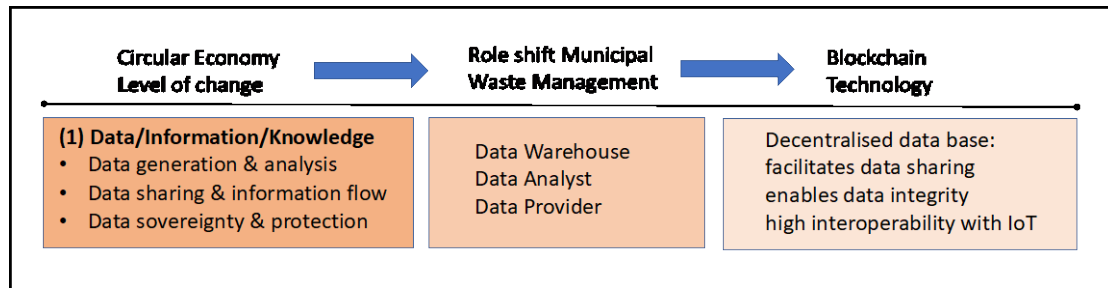 Circular Economy
Level of change
Role shift Municipal
Waste Management
Blockchain
Technology
(1) Data/Information/Knowledge
• Data generation & analysis
• Data sharing & information flow
• Data sovereignty & protection
Data Warehouse
Data Analyst
Data Provider
Decentralised data base:
facilitates data sharing
enables data integrity
high interoperability with IoT